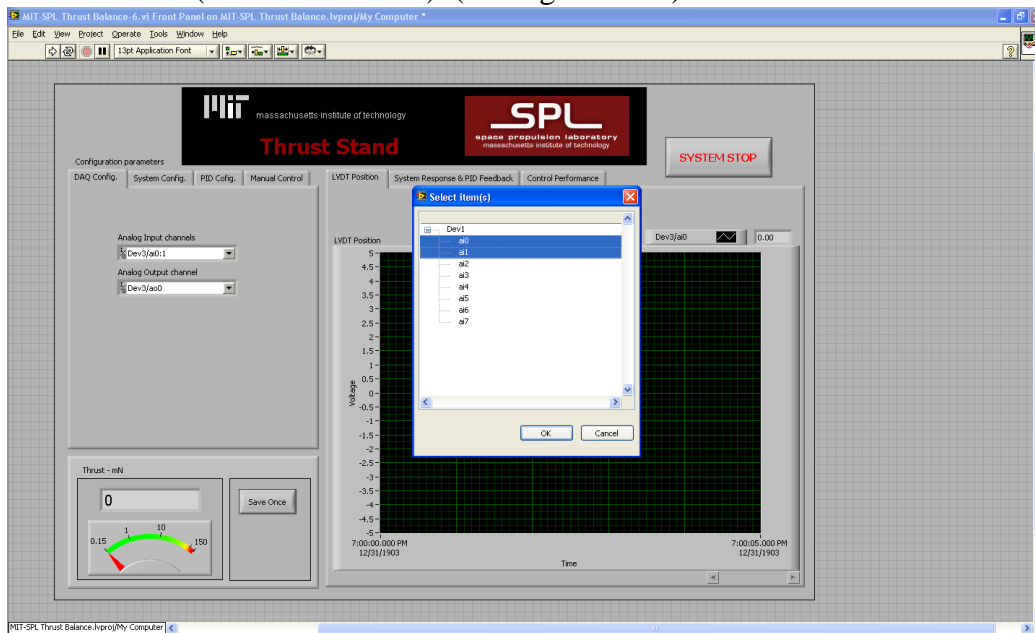 MIT-SPL Thrust Balance-6.vi Front Panel on MIT-SPL Thrust Balance.lvproj/My Computer *
File Edit View Project Operate Tools Window Help
13pt Application Font
MiT massachusetts institute of technology
SPL
space propulsion laboratory
massachusetts institute of technology
Thrust Stand
SYSTEM STOP
Configuration parameters
DAQ Config. System Config. PID Cofig. Manual Control
LVDT Position System Response & PID Feedback Control Performance
Select item(s)
Dev1
ai0
ai1
ai2
ai3
ai4
ai5
ai6
ai7
OK Cancel
Analog Input channels
Dev3/ai0:1
Analog Output channel
Dev3/ao0
LVDT Position
Dev3/ai0 0.00
5
4.5
4
3.5
3
2.5
2
1.5
1
0.5
0
-0.5
-1
-1.5
-2
-2.5
-3
-3.5
-4
-4.5
-5
Voltage
7:00:00.000 PM
12/31/1903
7:00:05.000 PM
12/31/1903
Time
Thrust - mN
0
Save Once
0.15 1 10 150
MIT-SPL Thrust Balance.lvproj/My Computer